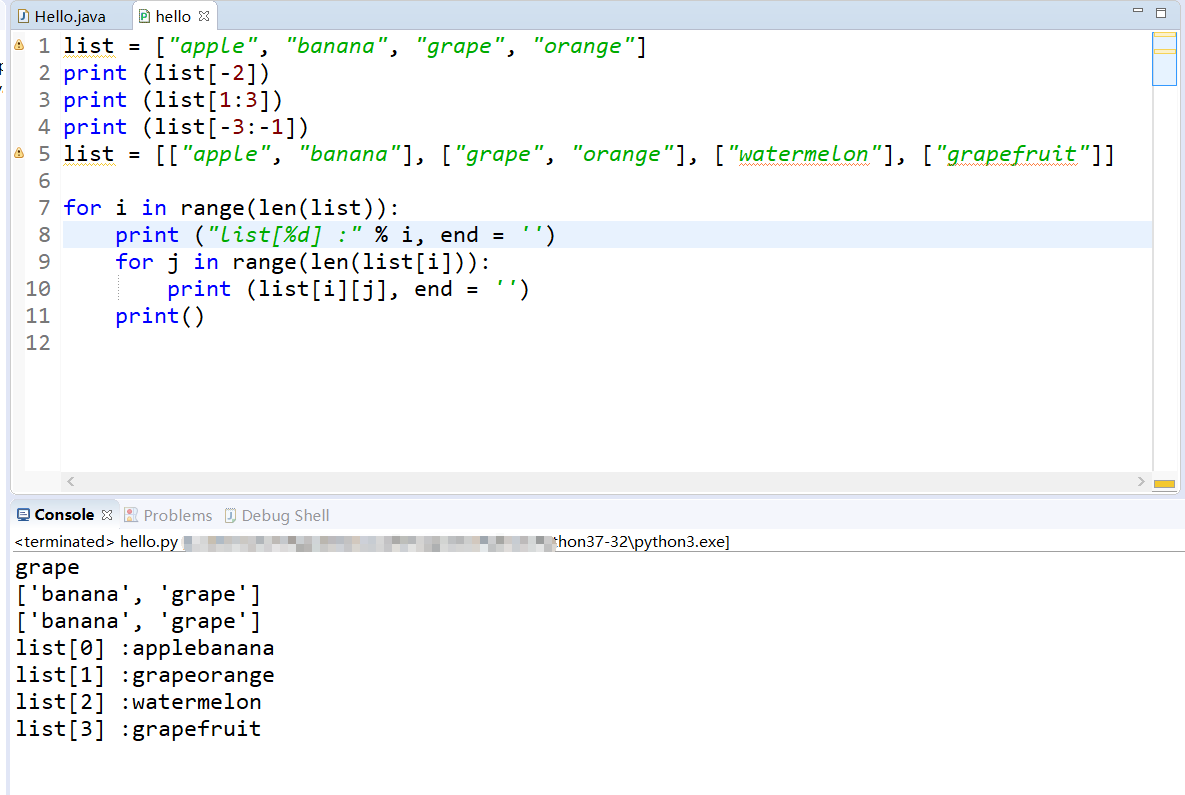 Hello.java hello
1 list = ["apple", "banana", "grape", "orange"]
2 print (list[-2])
3 print (list[1:3])
4 print (list[-3:-1])
5 list = [["apple", "banana"], ["grape", "orange"], ["watermelon"], ["grapefruit"]]
6
7 for i in range(len(list)):
8     print ("list[%d] :" % i, end = '')
9     for j in range(len(list[i])):
10         print (list[i][j], end = '')
11     print()
12
Console Problems Debug Shell
<terminated> hello.py thon37-32\python3.exe]
grape
['banana', 'grape']
['banana', 'grape']
list[0] :applebanana
list[1] :grapeorange
list[2] :watermelon
list[3] :grapefruit